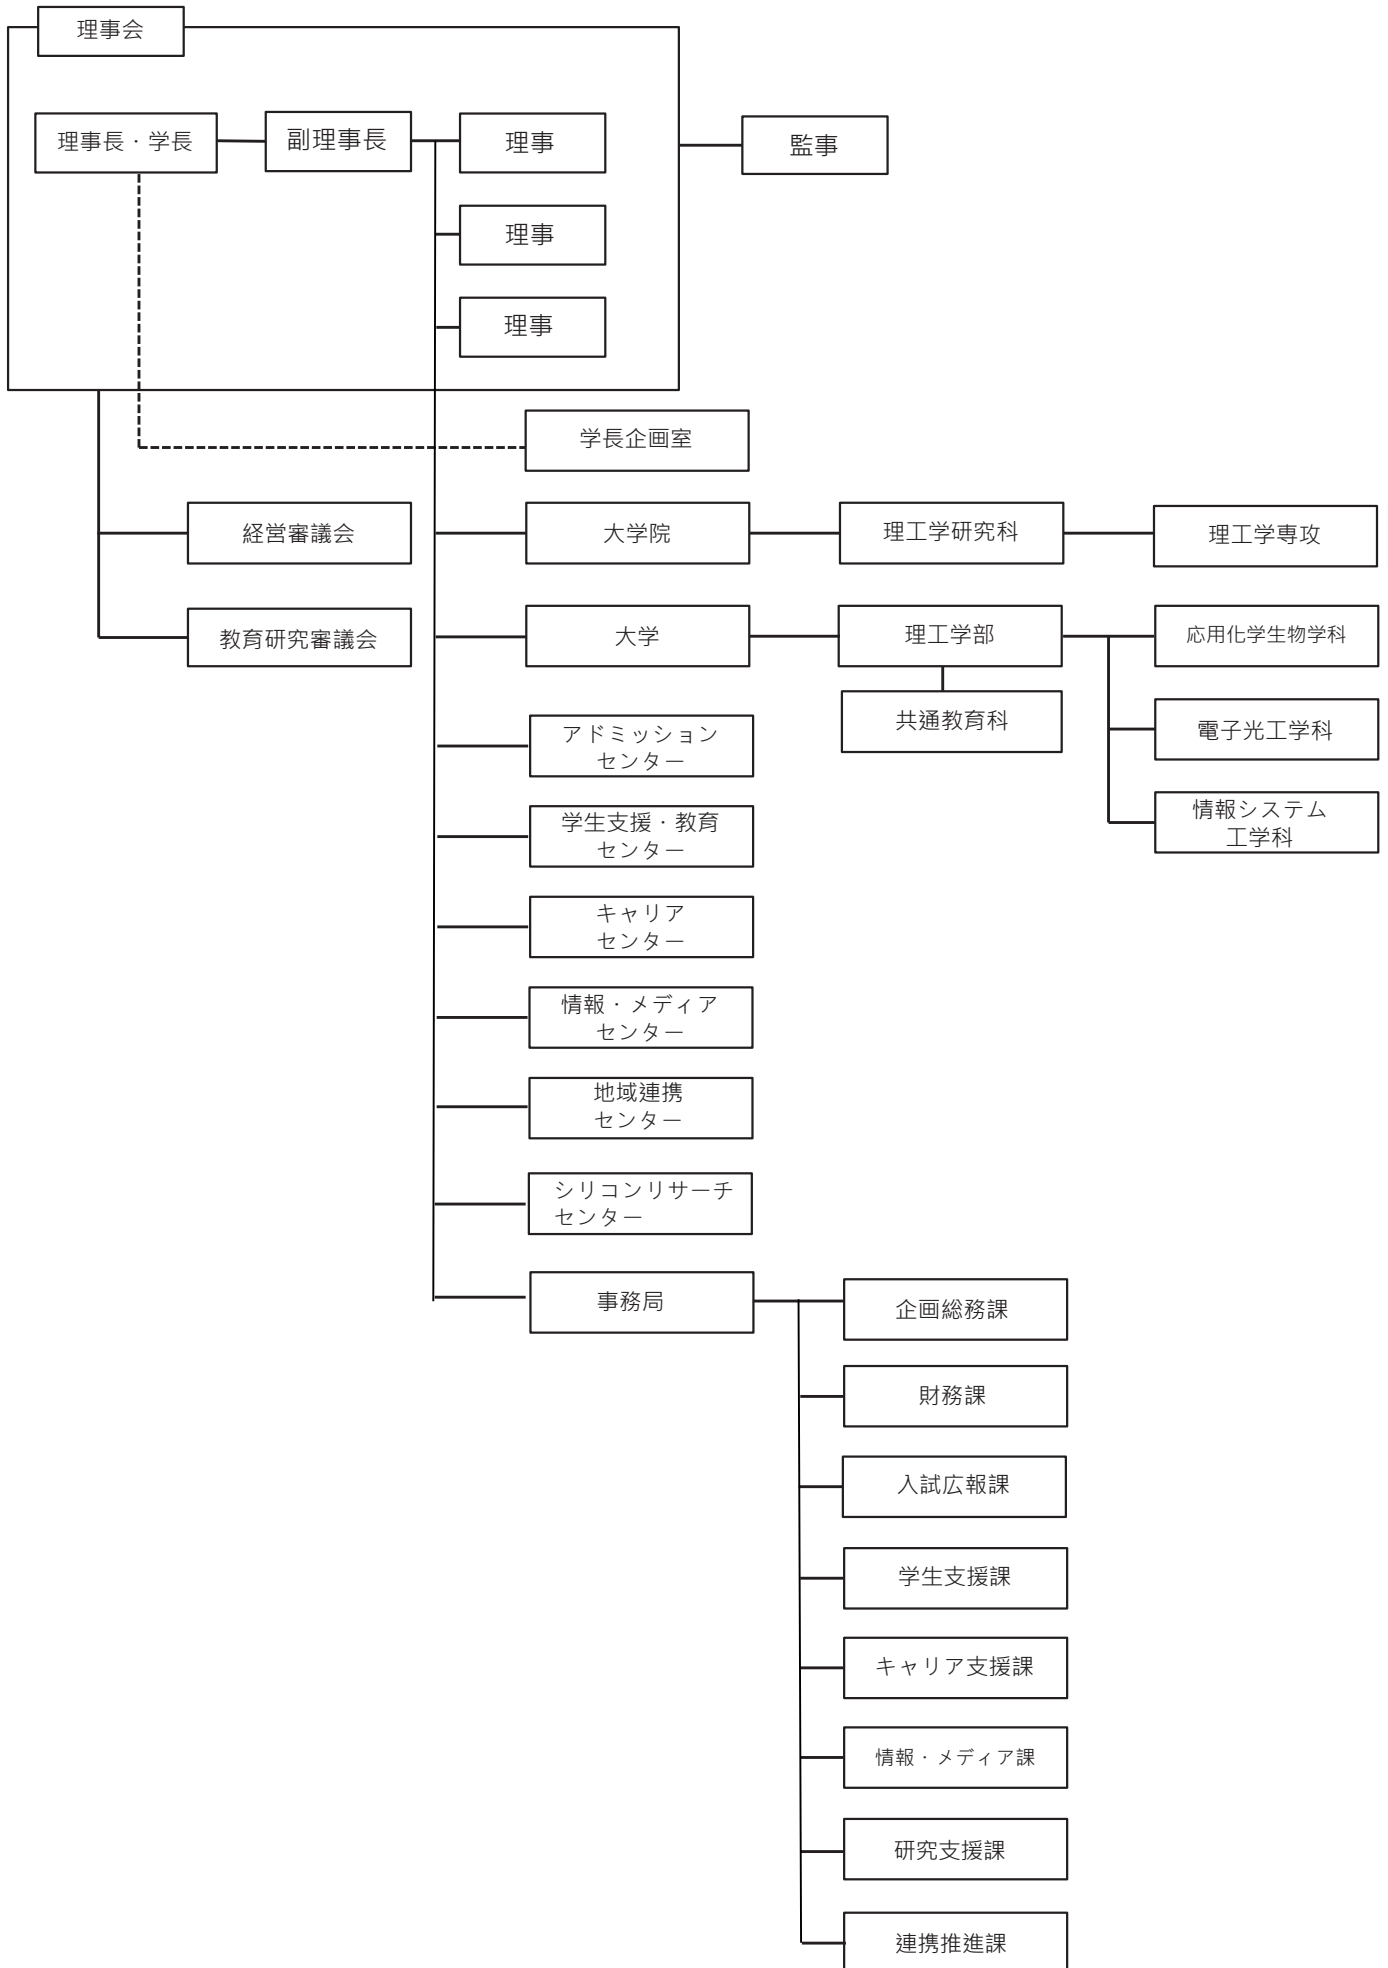 理事会
理事長・学長
副理事長
理事
監事
理事
理事
学長企画室
経営審議会
大学院
理工学研究科
理工学専攻
教育研究審議会
大学
理工学部
応用化学生物学科
共通教育科
電子光工学科
アドミッション
センター
情報システム
工学科
学生支援・教育
センター
キャリア
センター
情報・メディア
センター
地域連携
センター
シリコンリサーチ
センター
事務局
企画総務課
財務課
入試広報課
学生支援課
キャリア支援課
情報・メディア課
研究支援課
連携推進課